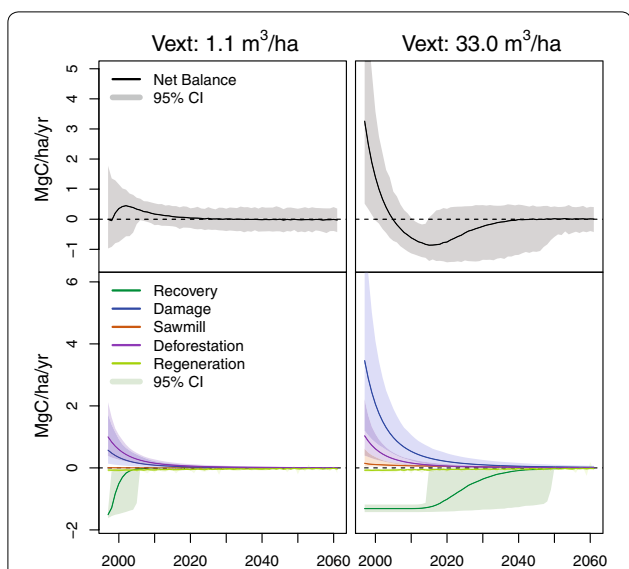 Vext: 1.1 m³/ha
Vext: 33.0 m³/ha
MgC/ha/yr
5
4
3
2
1
0
−1
Net Balance
95% CI
MgC/ha/yr
6
4
2
0
−2
Recovery
Damage
Sawmill
Deforestation
Regeneration
95% CI
2000 2020 2040 2060
2000 2020 2040 2060